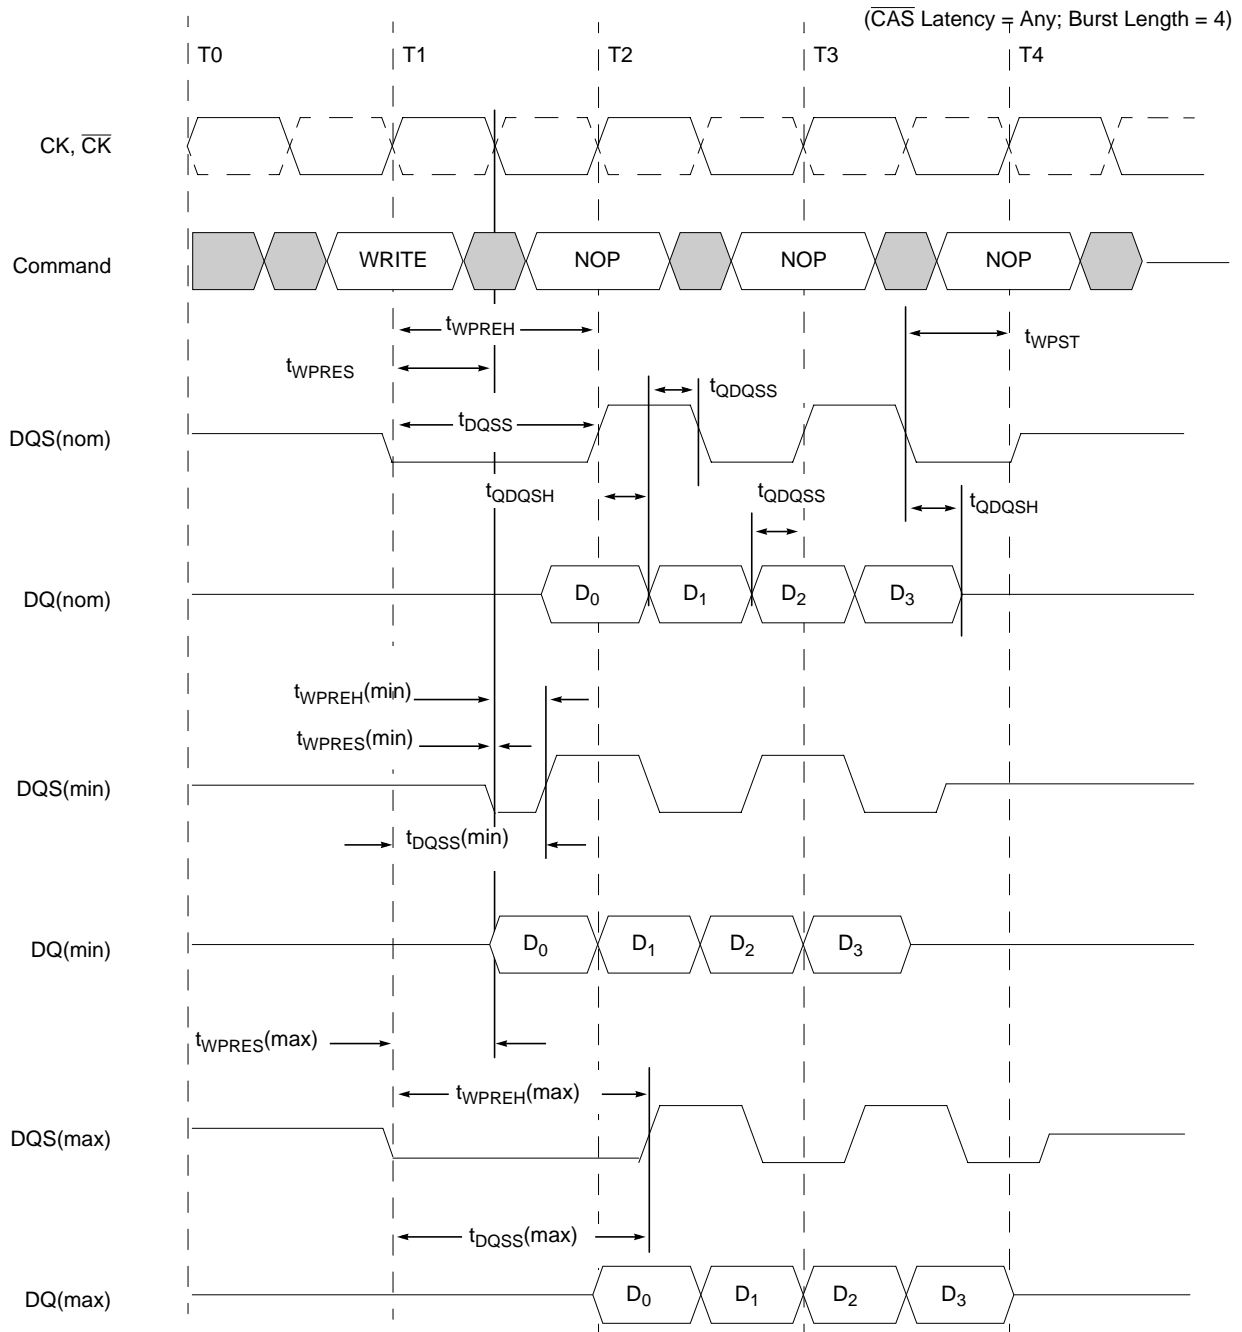 (C̅A̅S̅ Latency = Any; Burst Length = 4)
T0 T1 T2 T3 T4
CK, C̅K̅
Command WRITE NOP NOP NOP
tWPREH
tWPST
tWPRES
tQDQSS
DQS(nom) tDQSS
tQDQSH tQDQSS tQDQSH
DQ(nom) D0 D1 D2 D3
tWPREH(min)
tWPRES(min)
DQS(min)
tDQSS(min)
DQ(min) D0 D1 D2 D3
tWPRES(max)
tWPREH(max)
DQS(max)
tDQSS(max)
DQ(max) D0 D1 D2 D3